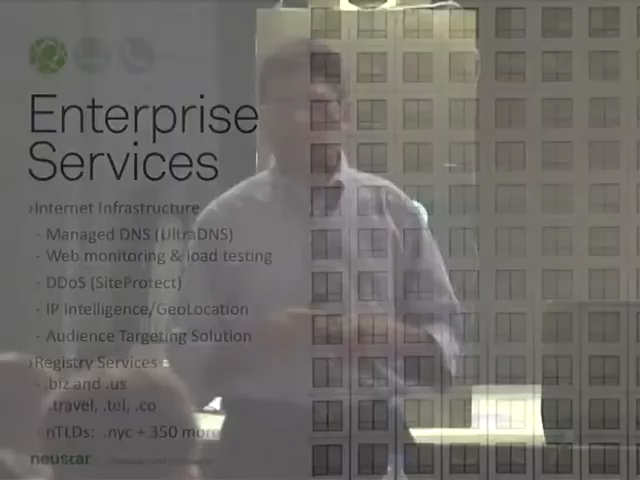 Enterprise
Services
›Internet Infrastructure
- Managed DNS (UltraDNS)
- Web monitoring & load testing
- DDoS (SiteProtect)
- IP Intelligence/GeoLocation
- Audience Targeting Solution
›Registry Services
- .biz and .us
.travel, .tel, .co
nTLDs: .nyc + 350 more
neustar